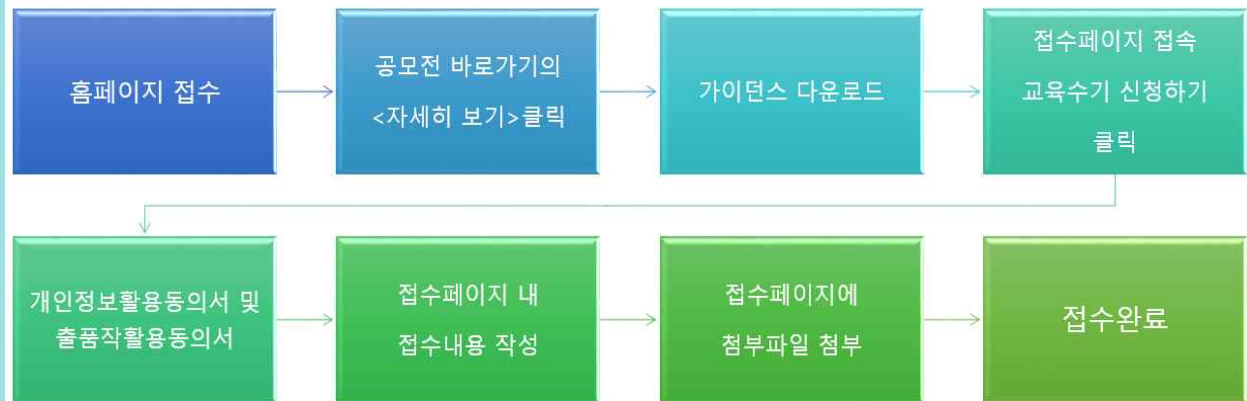 홈페이지 접수
공모전 바로가기의
<자세히 보기>클릭
가이던스 다운로드
접수페이지 접속
교육수기 신청하기
클릭
개인정보활용동의서 및
출품작활용동의서
접수페이지 내
접수내용 작성
접수페이지에
첨부파일 첨부
접수완료